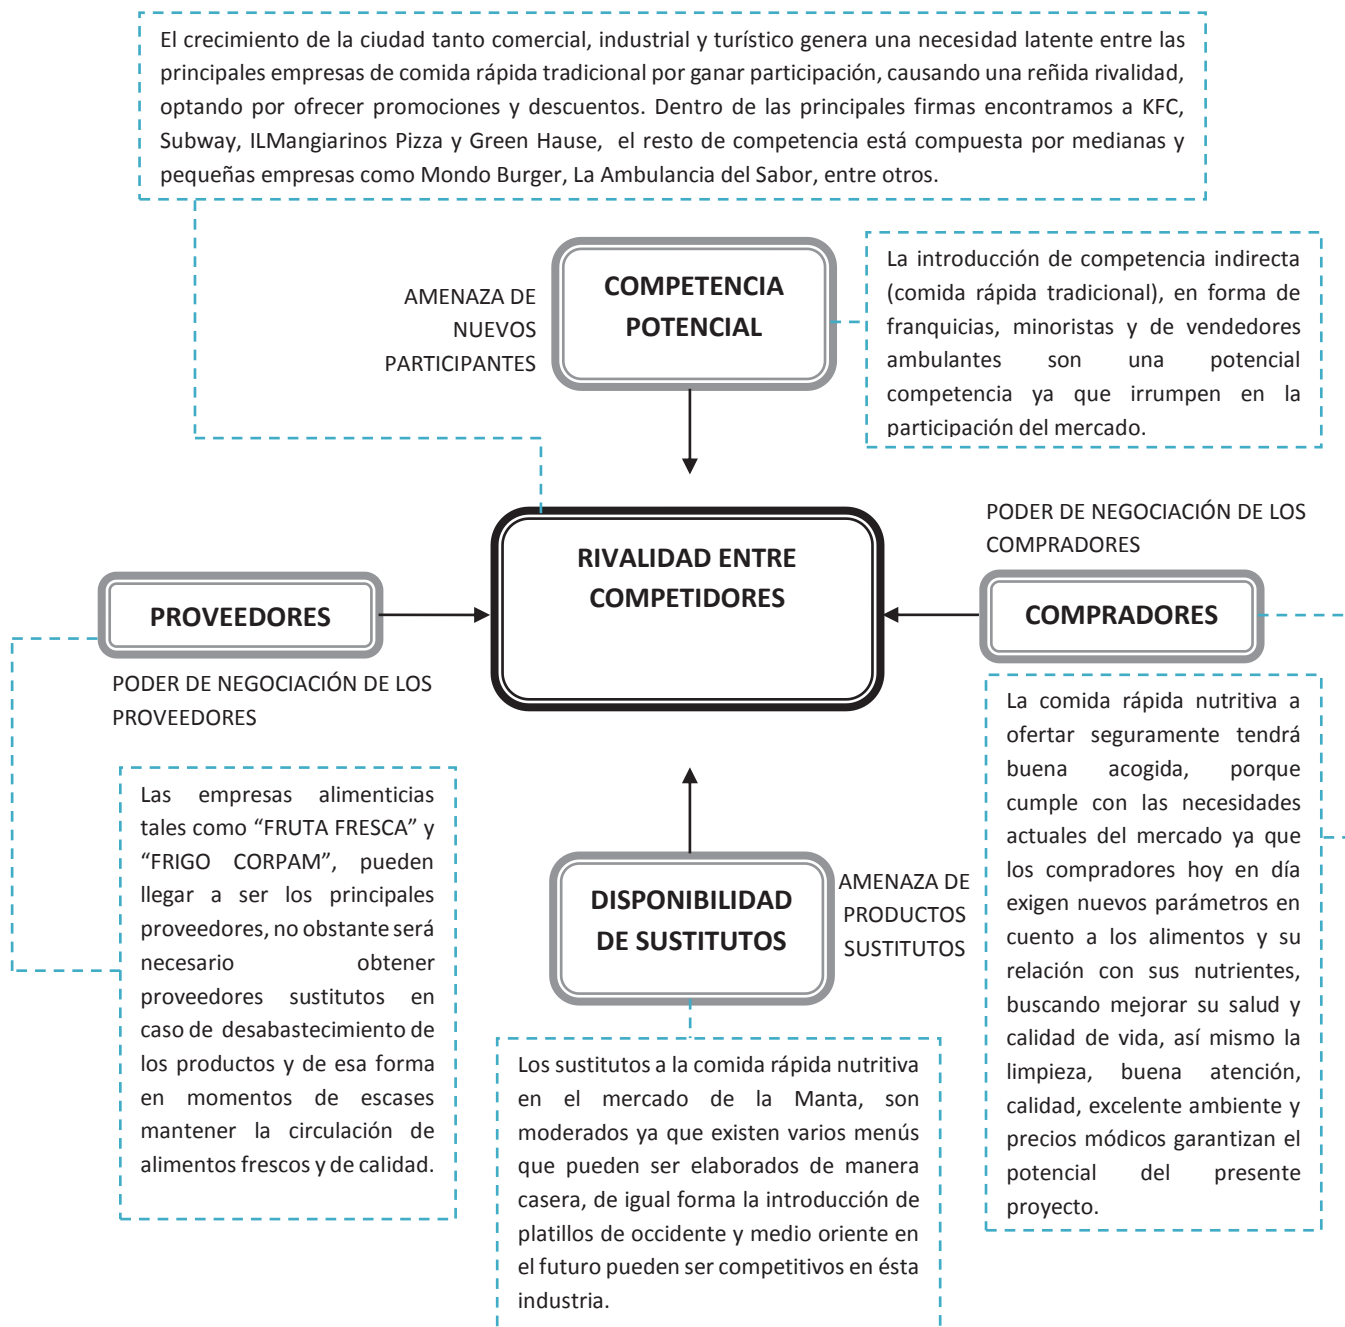 El crecimiento de la ciudad tanto comercial, industrial y turístico genera una necesidad latente entre las
principales empresas de comida rápida tradicional por ganar participación, causando una reñida rivalidad,
optando por ofrecer promociones y descuentos. Dentro de las principales firmas encontramos a KFC,
Subway, ILMangiarinos Pizza y Green Hause, el resto de competencia está compuesta por medianas y
pequeñas empresas como Mondo Burger, La Ambulancia del Sabor, entre otros.
AMENAZA DE
NUEVOS
PARTICIPANTES
COMPETENCIA
POTENCIAL
La introducción de competencia indirecta
(comida rápida tradicional), en forma de
franquicias, minoristas y de vendedores
ambulantes son una potencial
competencia ya que irrumpen en la
participación del mercado.
RIVALIDAD ENTRE
COMPETIDORES
PODER DE NEGOCIACIÓN DE LOS
COMPRADORES
PROVEEDORES
COMPRADORES
PODER DE NEGOCIACIÓN DE LOS
PROVEEDORES
Las empresas alimenticias
tales como “FRUTA FRESCA” y
“FRIGO CORPAM”, pueden
llegar a ser los principales
proveedores, no obstante será
necesario obtener
proveedores sustitutos en
caso de desabastecimiento de
los productos y de esa forma
en momentos de escases
mantener la circulación de
alimentos frescos y de calidad.
DISPONIBILIDAD
DE SUSTITUTOS
AMENAZA DE
PRODUCTOS
SUSTITUTOS
La comida rápida nutritiva a
ofertar seguramente tendrá
buena acogida, porque
cumple con las necesidades
actuales del mercado ya que
los compradores hoy en día
exigen nuevos parámetros en
cuento a los alimentos y su
relación con sus nutrientes,
buscando mejorar su salud y
calidad de vida, así mismo la
limpieza, buena atención,
calidad, excelente ambiente y
precios módicos garantizan el
potencial del presente
proyecto.
Los sustitutos a la comida rápida nutritiva
en el mercado de la Manta, son
moderados ya que existen varios menús
que pueden ser elaborados de manera
casera, de igual forma la introducción de
platillos de occidente y medio oriente en
el futuro pueden ser competitivos en ésta
industria.